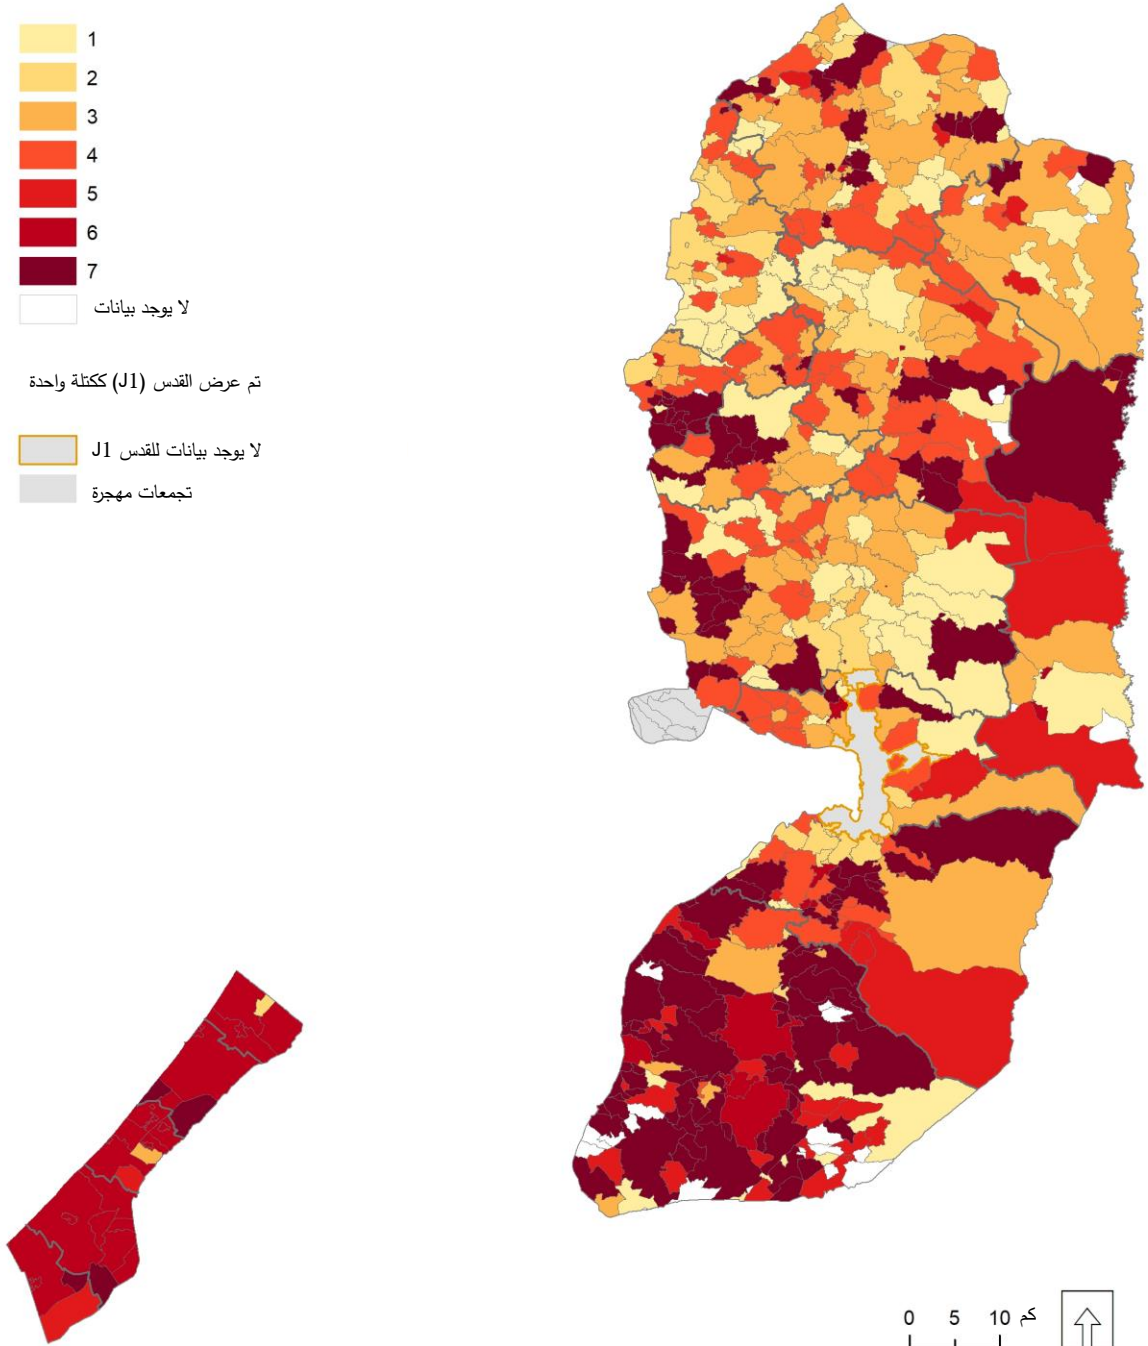 1
2
3
4
5
6
7
لا يوجد بيانات
تم عرض القدس (J1) ككتلة واحدة
لا يوجد بيانات للقدس J1
تجمعات مهجرة
0 5 10 كم